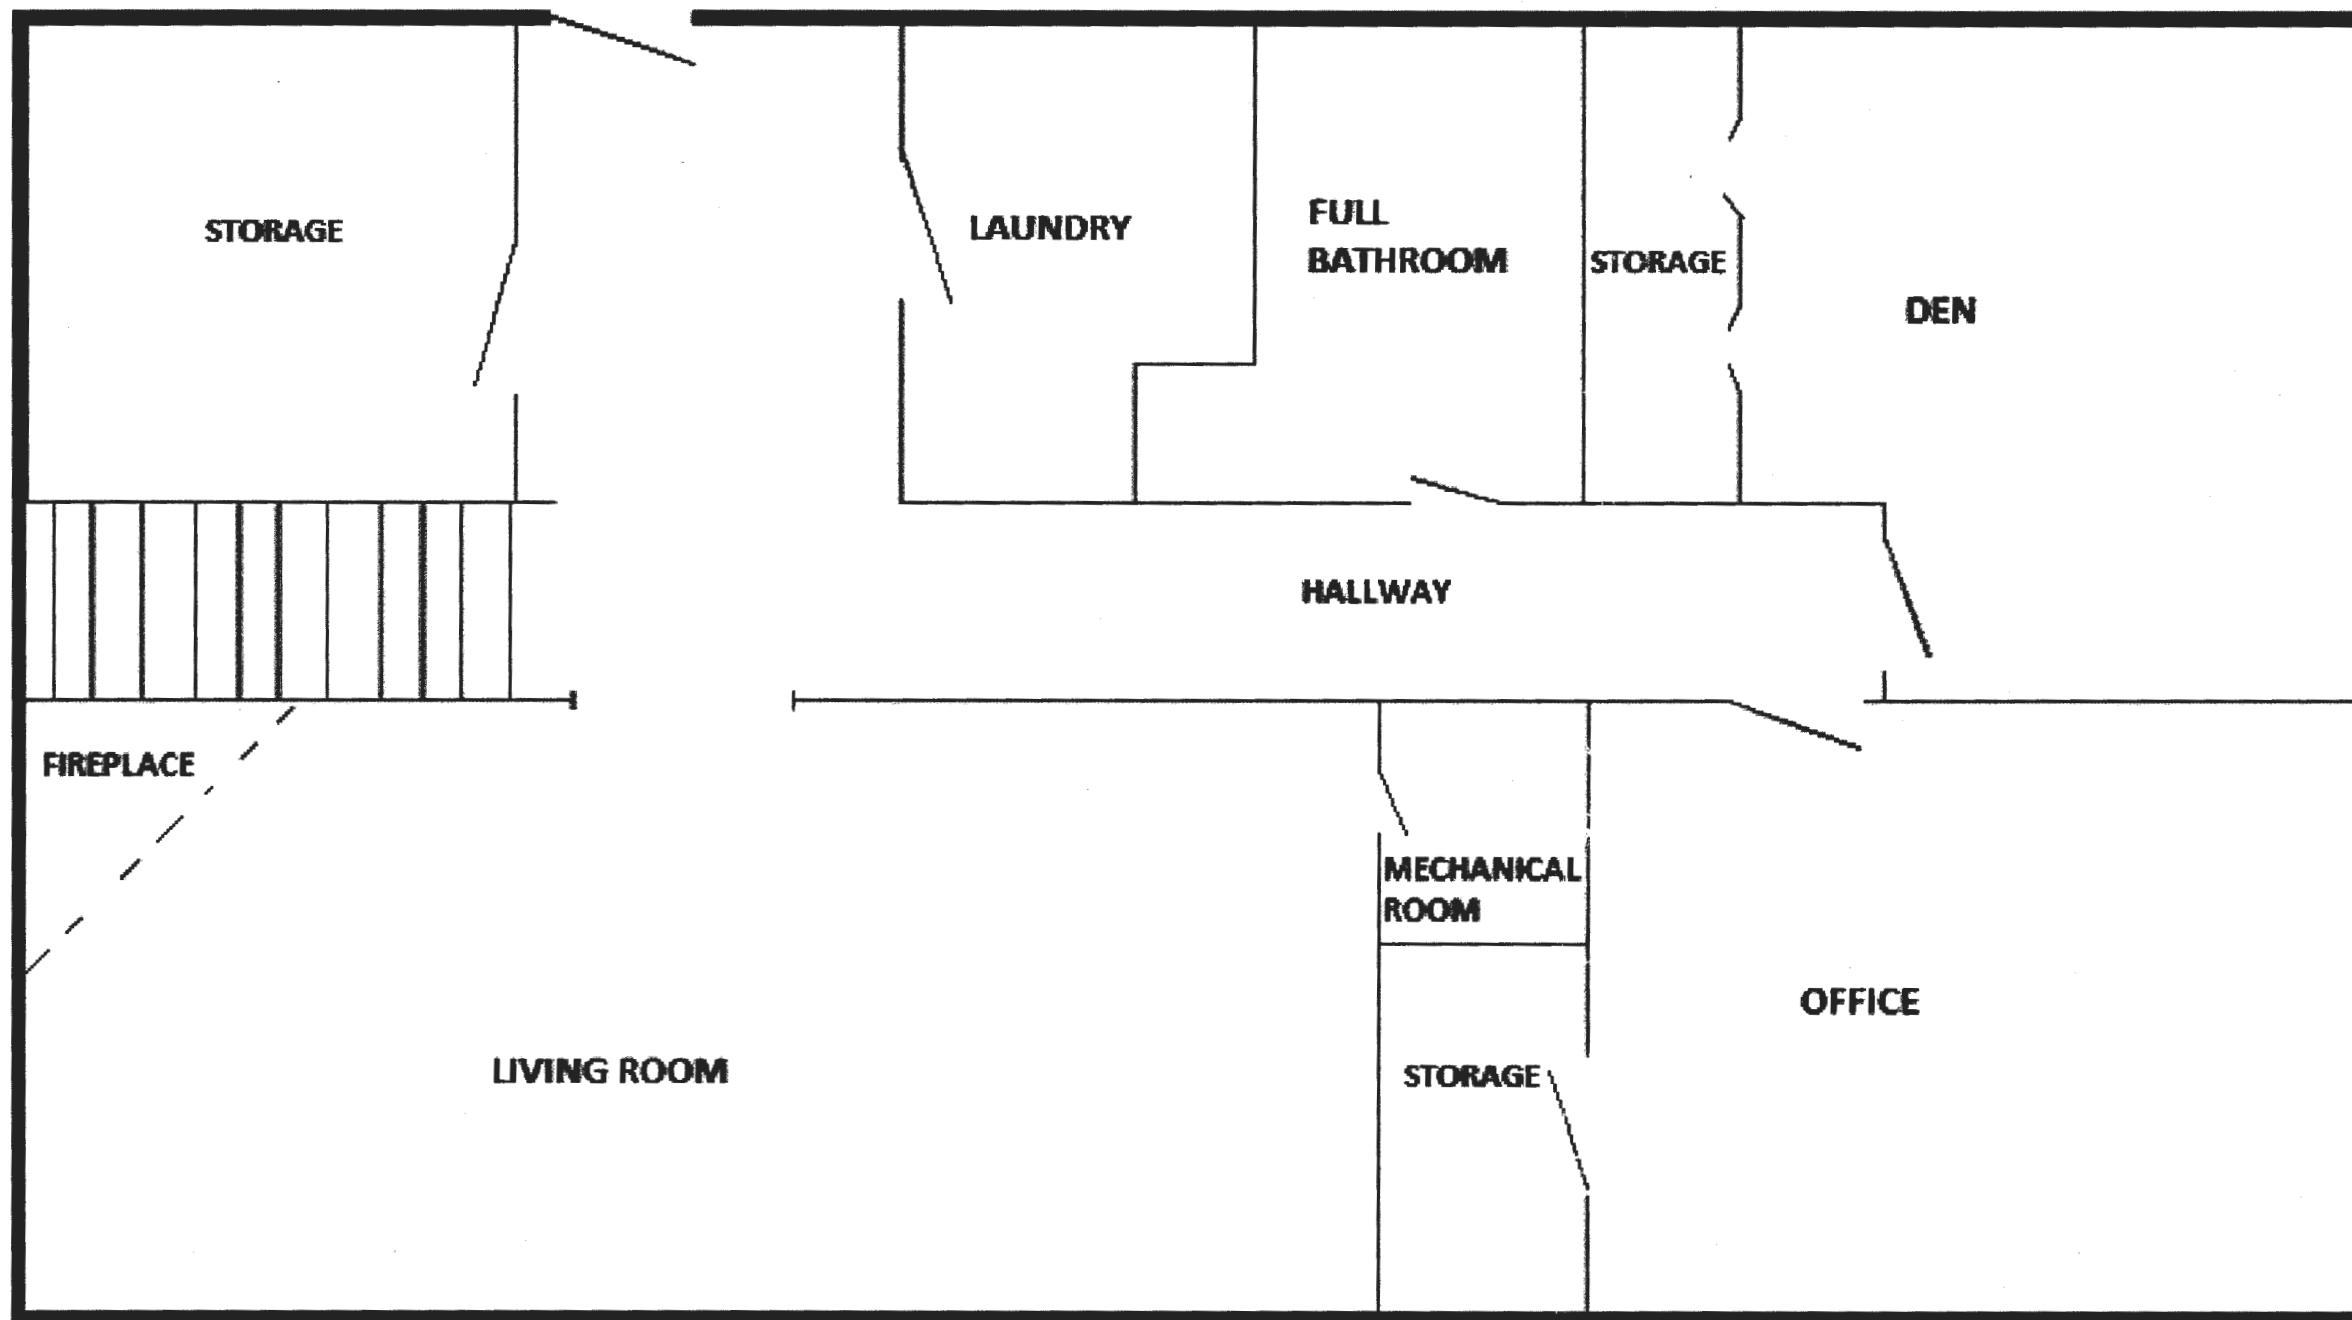 STORAGE
LAUNDRY
FULL
BATHROOM
STORAGE
DEN
HALLWAY
FIREPLACE
MECHANICAL
ROOM
OFFICE
LIVING ROOM
STORAGE